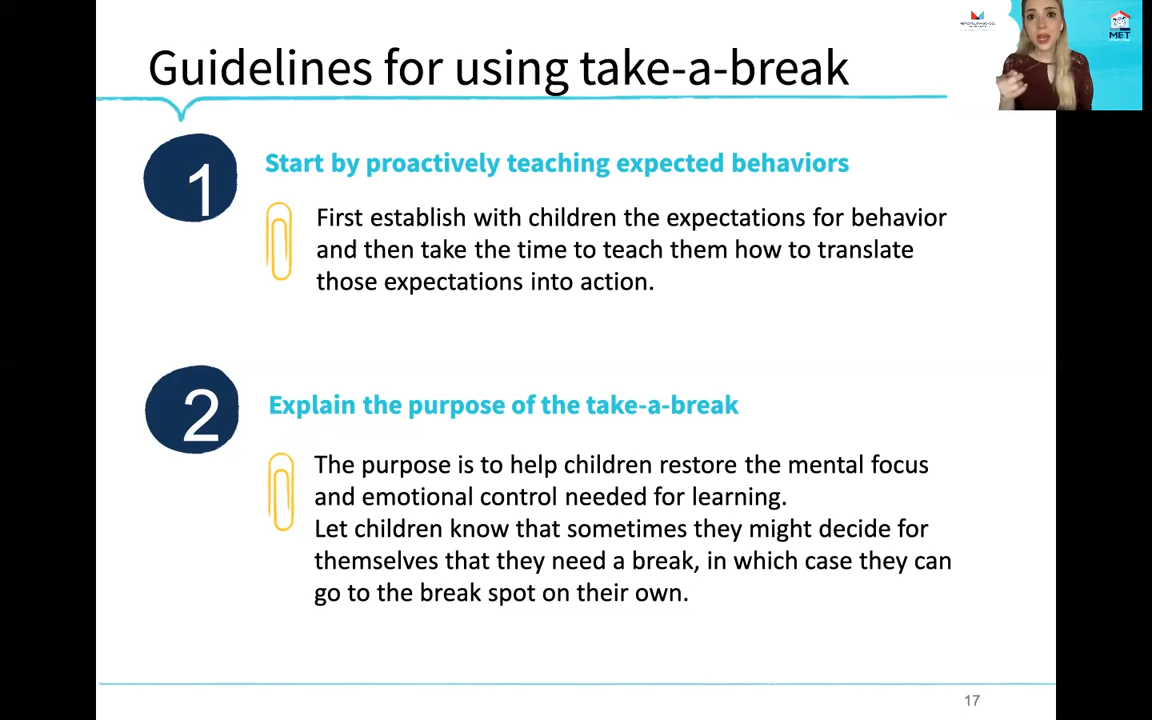 Guidelines for using take-a-break
MET
1
Start by proactively teaching expected behaviors
First establish with children the expectations for behavior
and then take the time to teach them how to translate
those expectations into action.
2
Explain the purpose of the take-a-break
The purpose is to help children restore the mental focus
and emotional control needed for learning.
Let children know that sometimes they might decide for
themselves that they need a break, in which case they can
go to the break spot on their own.
17